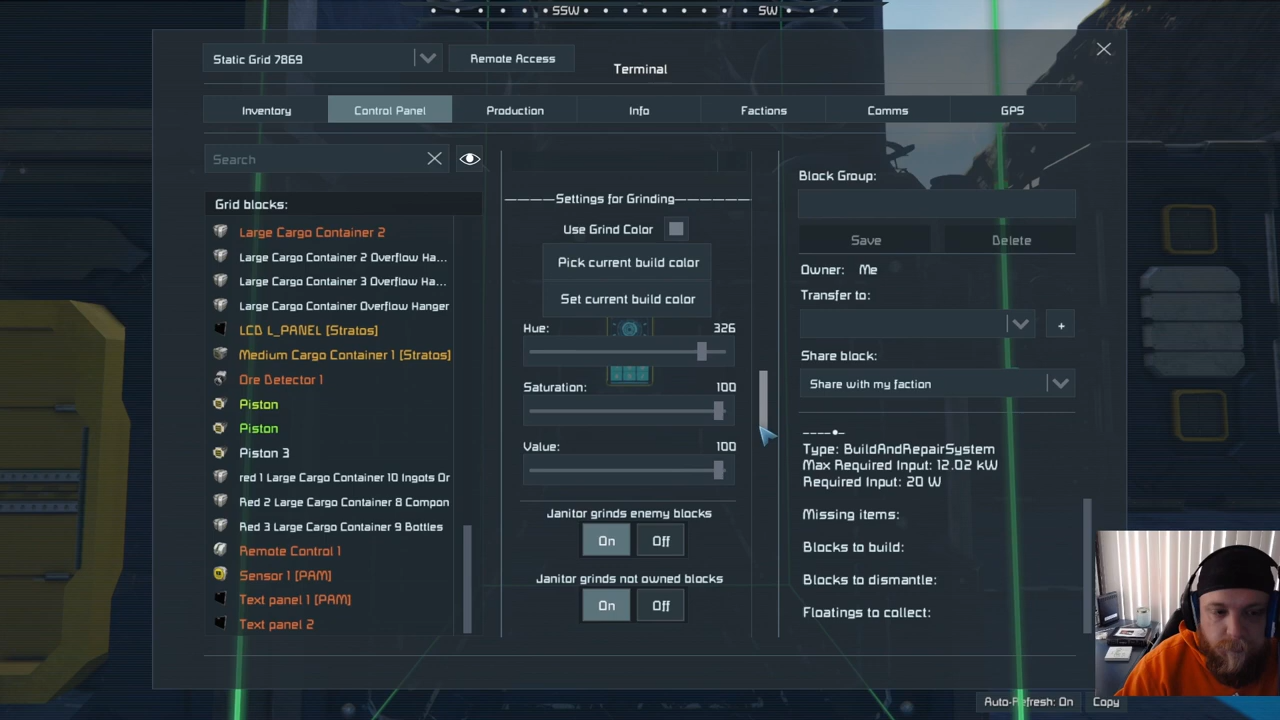 SSW
SW
Static Grid 7869
Remote Access
Terminal
Inventory
Control Panel
Production
Info
Factions
Comms
GPS
Search
Grid blocks:
Large Cargo Container 2
Large Cargo Container 2 Overflow Ha...
Large Cargo Container 3 Overflow Ha...
Large Cargo Container Overflow Hanger
LCD L_PANEL [Stratos]
Medium Cargo Container 1 [Stratos]
Ore Detector 1
Piston
Piston
Piston 3
red 1 Large Cargo Container 10 Ingots Or
Red 2 Large Cargo Container 8 Compon
Red 3 Large Cargo Container 9 Bottles
Remote Control 1
Sensor 1 [PAM]
Text panel 1 [PAM]
Text panel 2
Settings for Grinding
Use Grind Color
Pick current build color
Set current build color
Hue: 326
Saturation: 100
Value: 100
Janitor grinds enemy blocks
On Off
Janitor grinds not owned blocks
On Off
Block Group:
Save Delete
Owner: Me
Transfer to:
+
Share block:
Share with my faction
Type: BuildAndRepairSystem
Max Required Input: 12.02 kW
Required Input: 20 W
Missing items:
Blocks to build:
Blocks to dismantle:
Floatings to collect:
Auto-Refresh: On
Copy